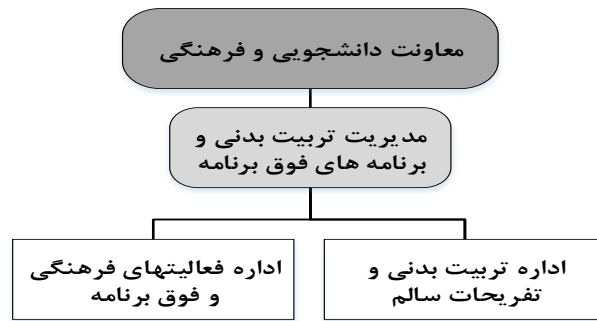 معاونت دانشجویی و فرهنگی
مدیریت تربیت بدنی و
برنامه های فوق برنامه
اداره تربیت بدنی و
تفریحات سالم
اداره فعالیتهای فرهنگی
و فوق برنامه